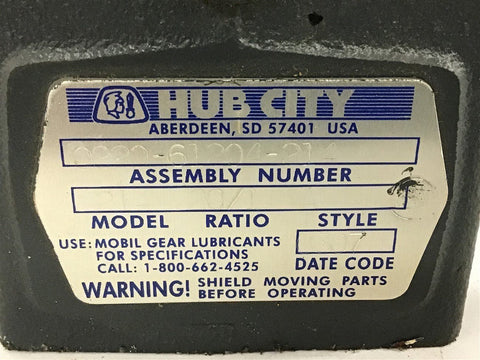 HUB CITY
ABERDEEN, SD 57401 USA
ASSEMBLY NUMBER
MODEL RATIO STYLE
USE: MOBIL GEAR LUBRICANTS
FOR SPECIFICATIONS
CALL: 1-800-662-4525
DATE CODE
WARNING! SHIELD MOVING PARTS
BEFORE OPERATING